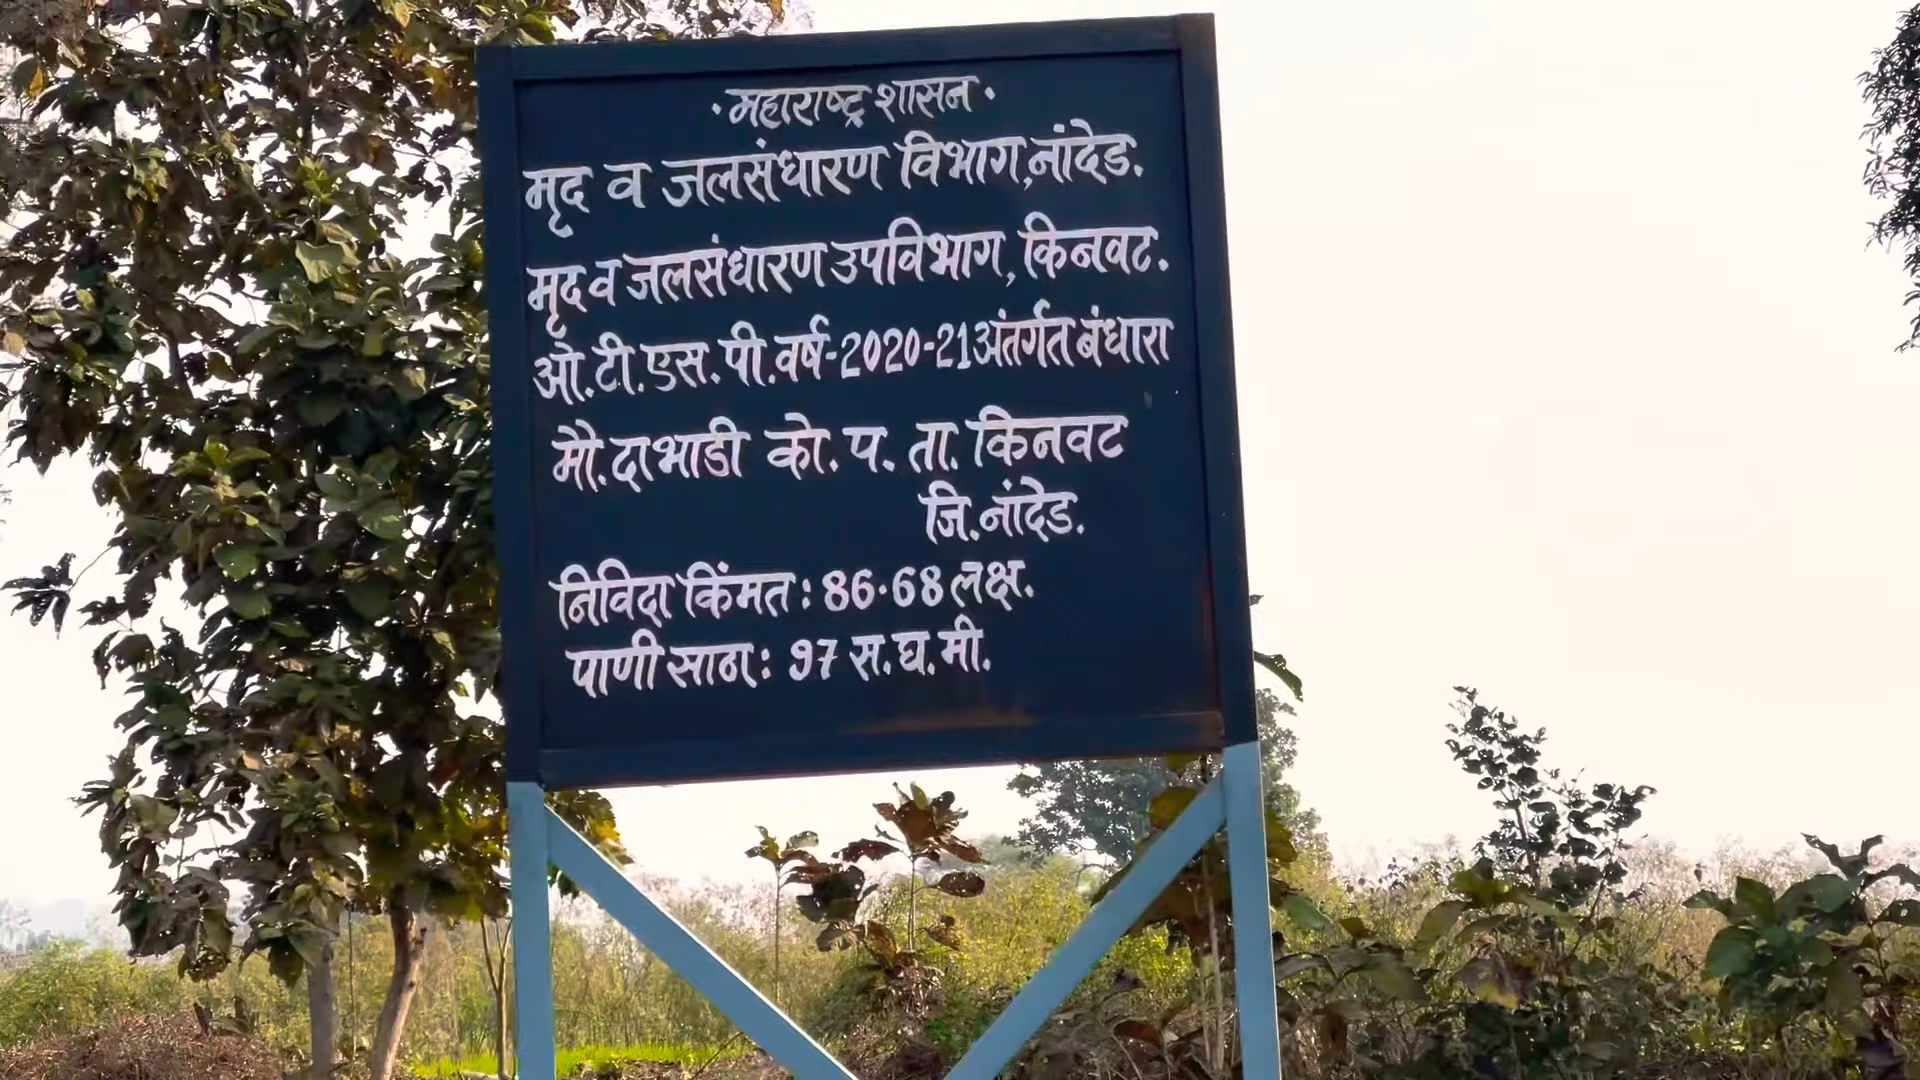 · महाराष्ट्र शासन ·
मृद व जलसंधारण विभाग, नांदेड.
मृद व जलसंधारण उपविभाग, किनवट.
ओ.टी.एस.पी.वर्ष-2020-21अंतर्गत बंधारा
मौ.दाभाडी को. प. ता. किनवट
जि.नांदेड.
निविदा किंमत : 86·68 लक्ष.
पाणी साठा : 97 स.घ.मी.